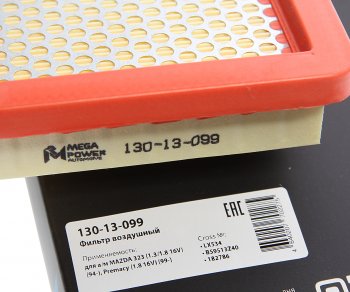 MEGA
POWER
AUTOMOTIVE
130-13-099
130-13-099
Фильтр воздушный
Применяемость:
для а/м MAZDA 323 (1.3/1.8 16V)
/94-), Premacy (1.8 16V) /99-)
Cross №:
- LX534
- B59513Z40
- 1B2786
EAC